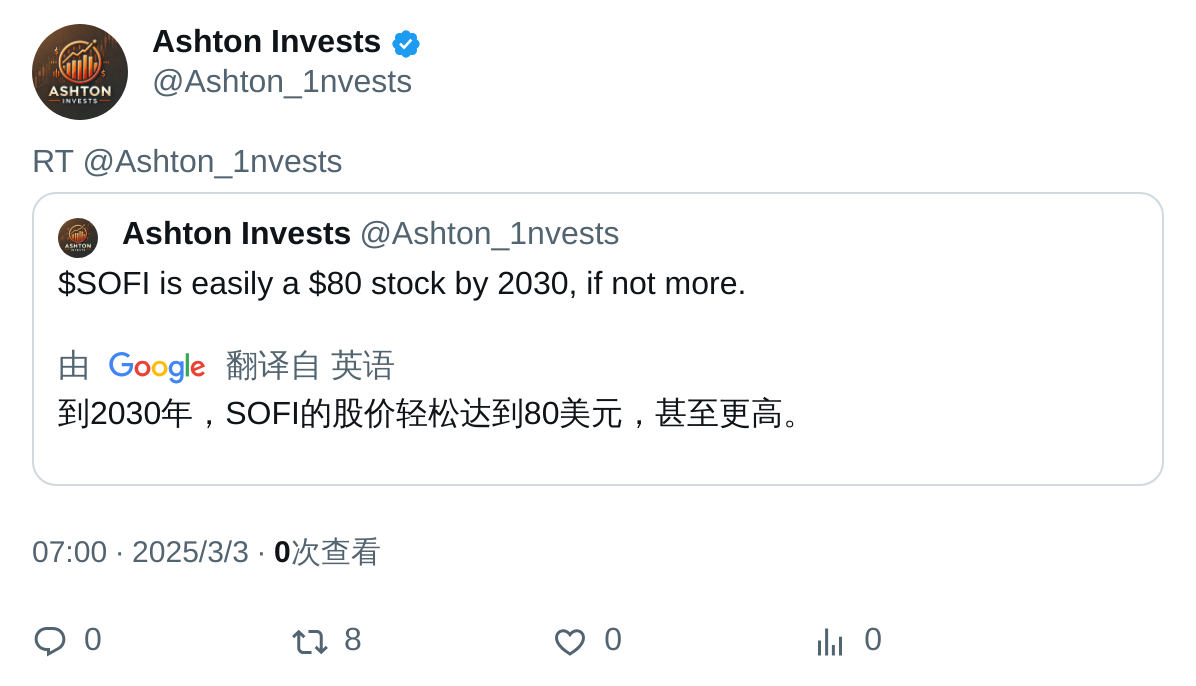 Ashton Invests
@Ashton_1nvests
ASHTON
INVESTS
RT @Ashton_1nvests
Ashton Invests @Ashton_1nvests
ASHTON
INVESTS
$SOFI is easily a $80 stock by 2030, if not more.
由 Google 翻译自 英语
到2030年，SOFI的股价轻松达到80美元，甚至更高。
07:00 · 2025/3/3 · 0次查看
0 8 0 0